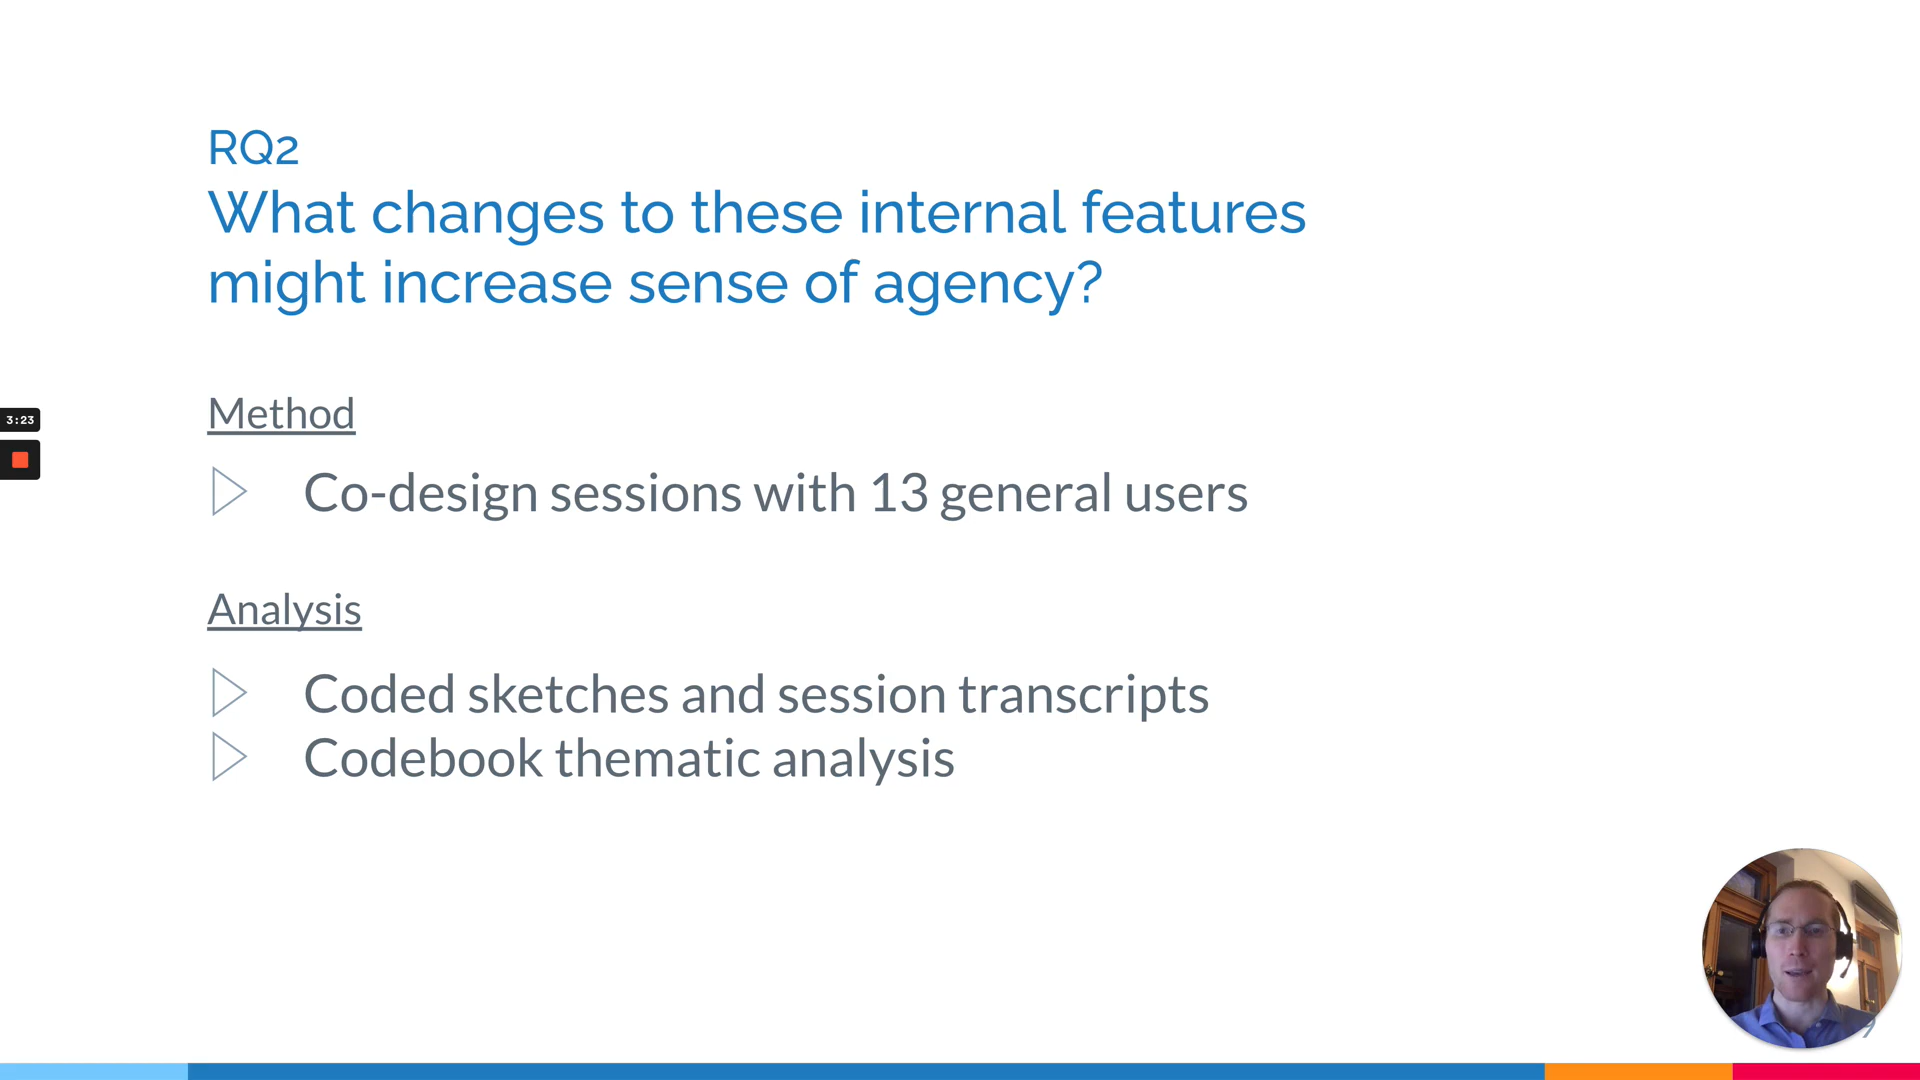 RQ2
What changes to these internal features
might increase sense of agency?
Method
Co-design sessions with 13 general users
3:23
Analysis
Coded sketches and session transcripts
Codebook thematic analysis